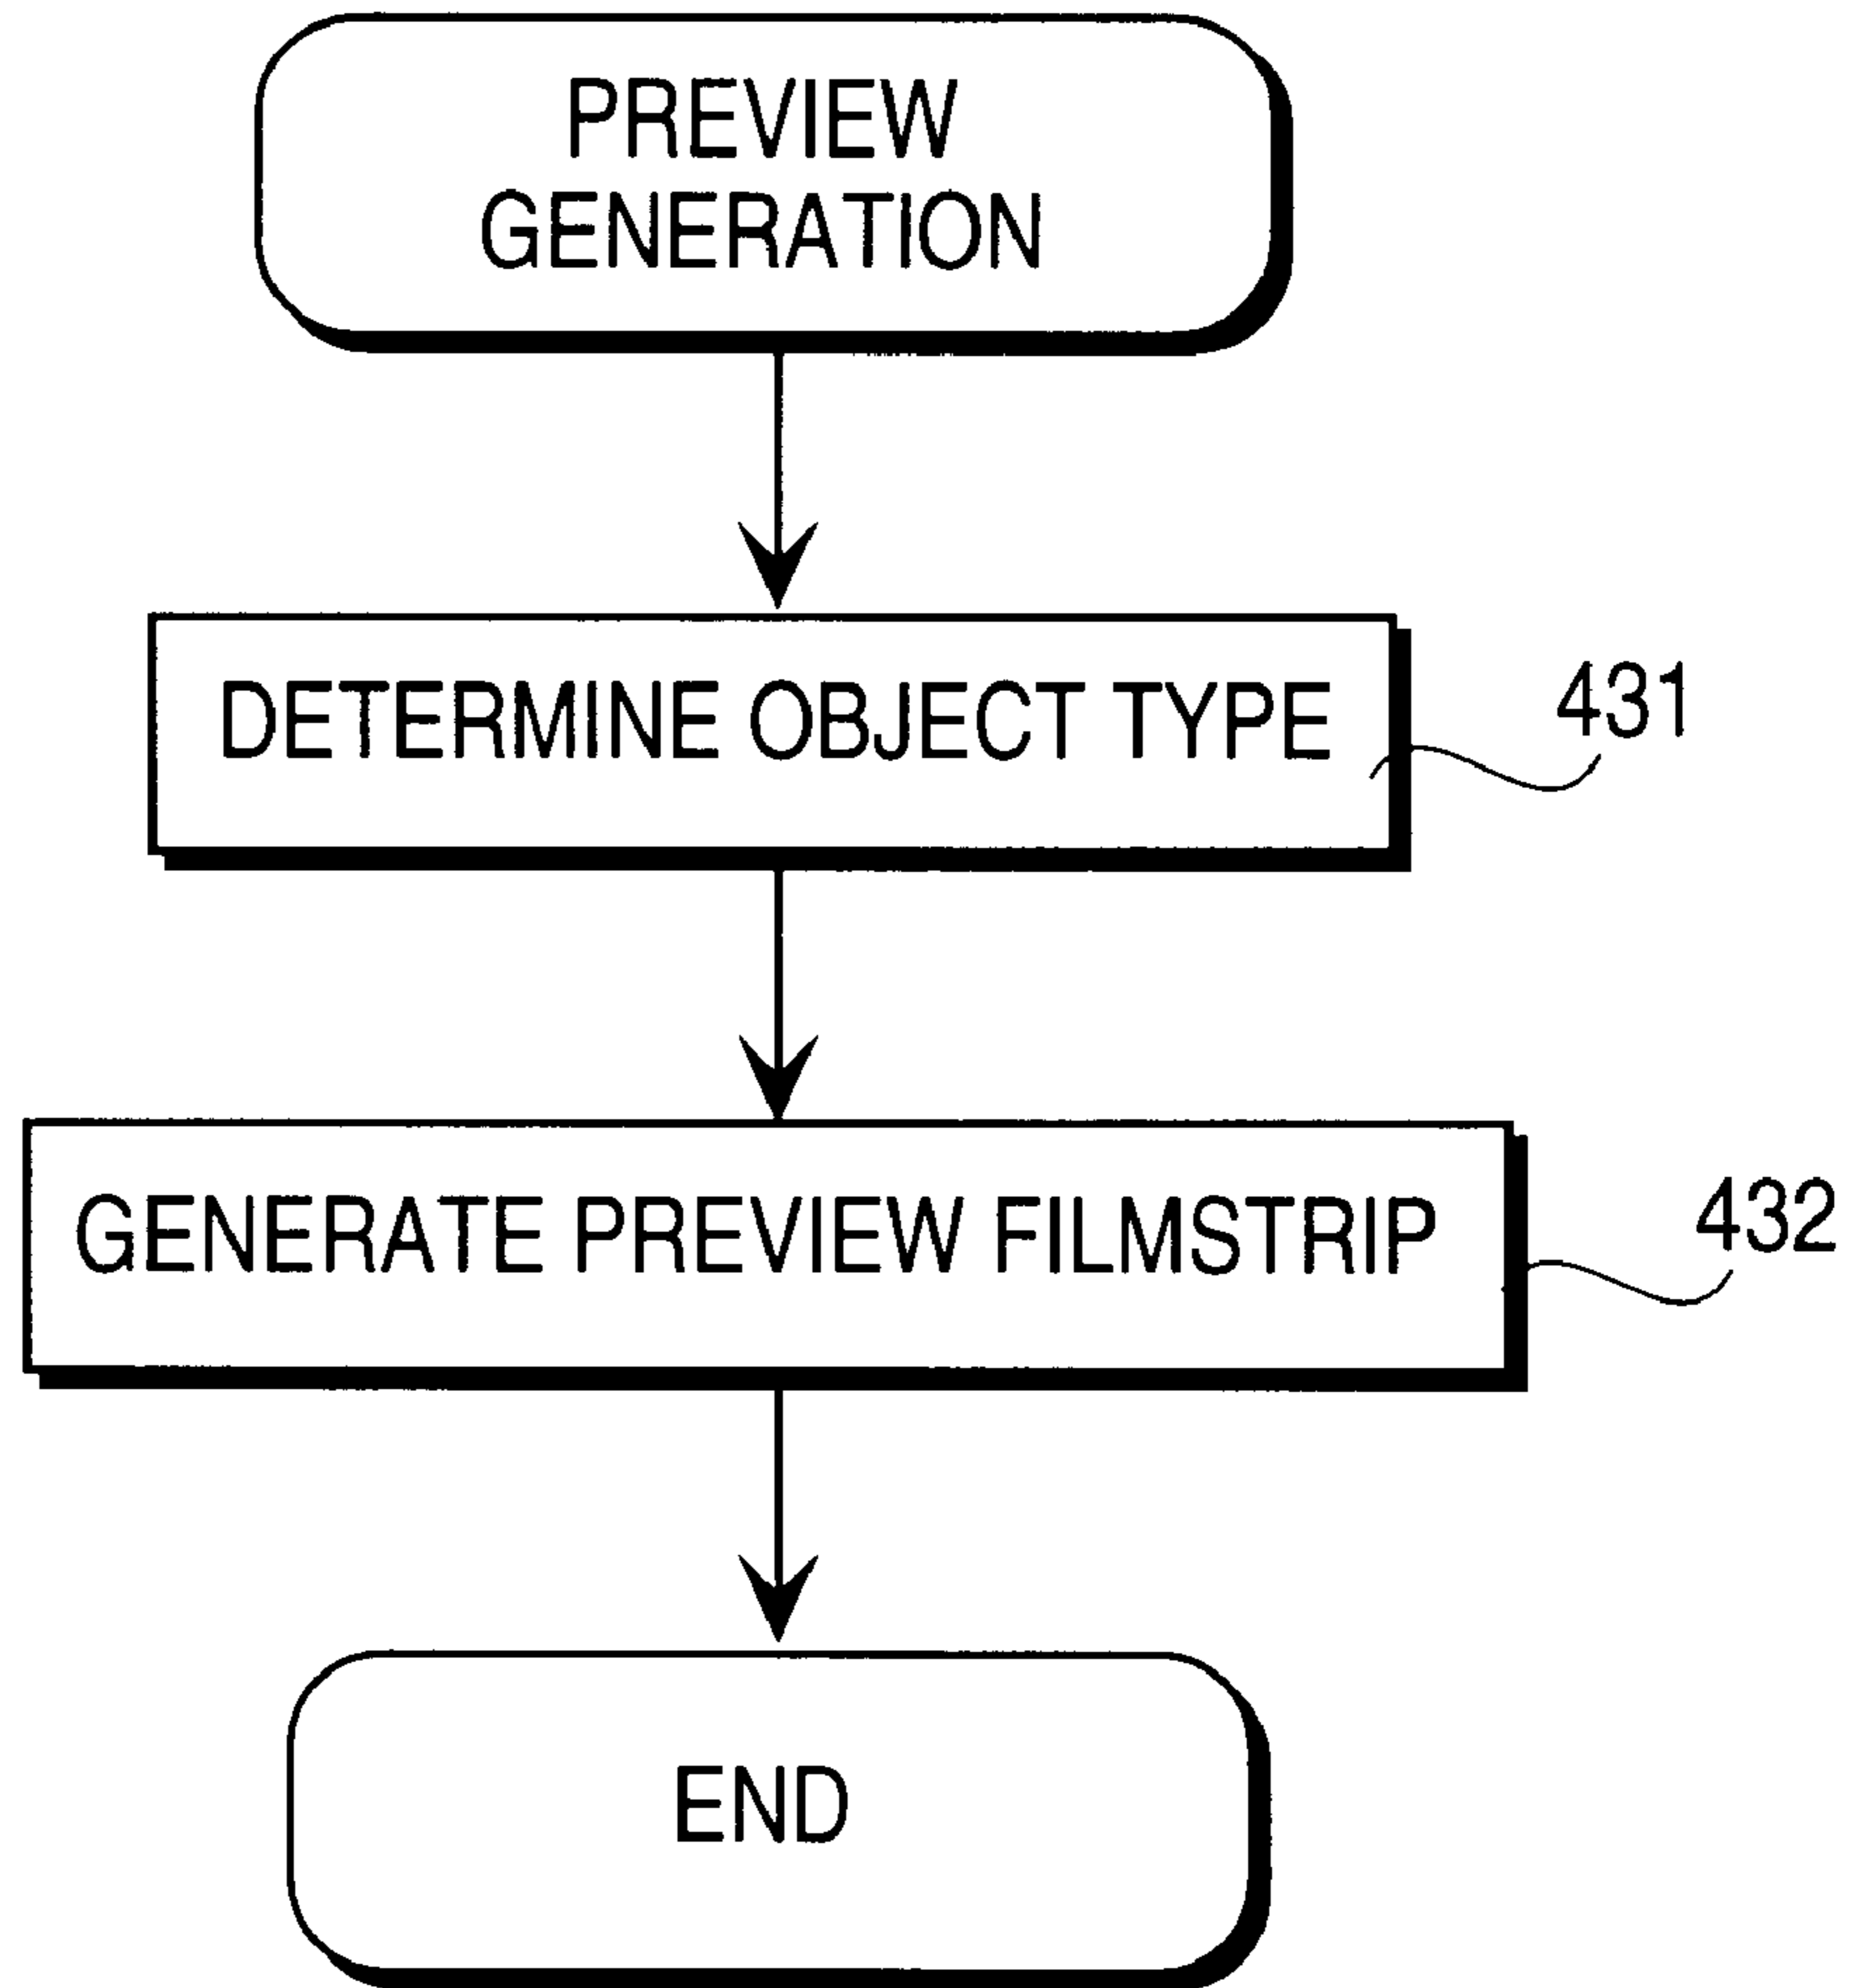 PREVIEW
GENERATION
DETERMINE OBJECT TYPE
431
GENERATE PREVIEW FILMSTRIP
432
END